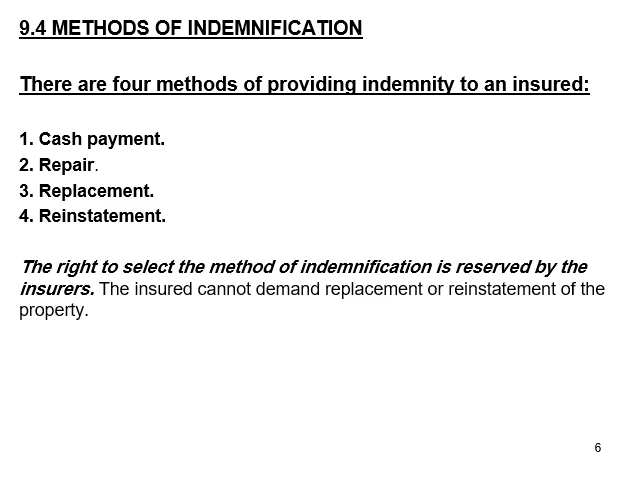 9.4 METHODS OF INDEMNIFICATION
There are four methods of providing indemnity to an insured:
1. Cash payment.
2. Repair.
3. Replacement.
4. Reinstatement.
The right to select the method of indemnification is reserved by the
insurers. The insured cannot demand replacement or reinstatement of the
property.
6